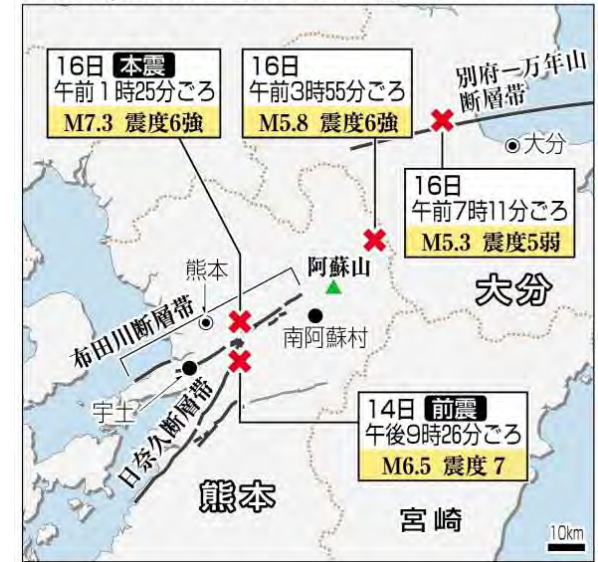 16日 本震
午前1時25分ごろ
M7.3 震度6強
16日
午前3時55分ごろ
M5.8 震度6強
別府ー万年山
断層帯
大分
16日
午前7時11分ごろ
M5.3 震度5弱
大分
阿蘇山
熊本
布田川断層帯
南阿蘇村
宇土
日奈久断層帯
14日 前震
午後9時26分ごろ
M6.5 震度7
熊本
宮崎
10km